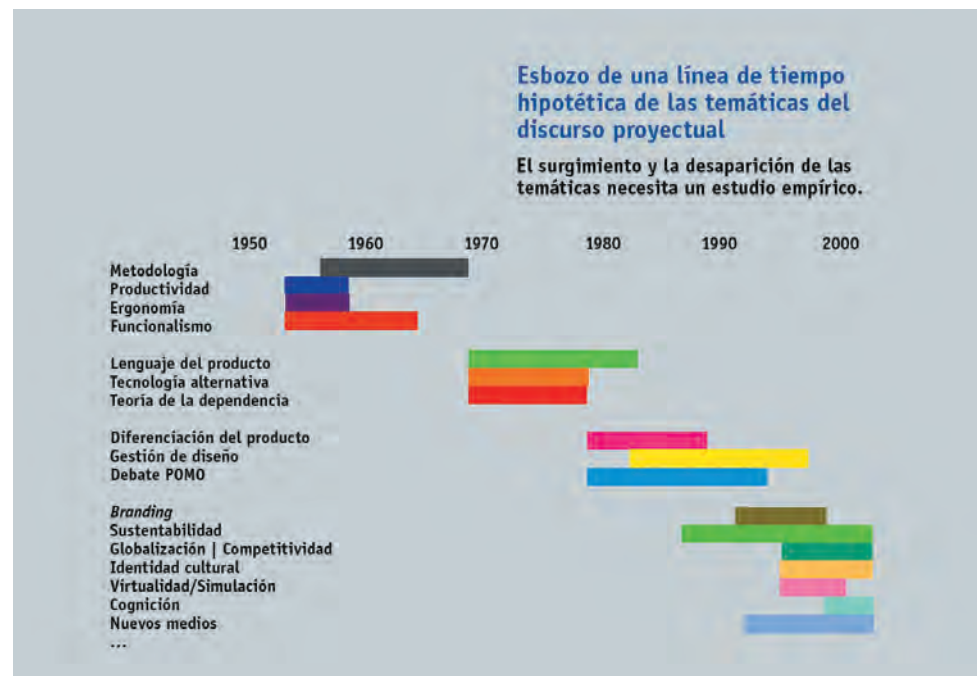 Esbozo de una línea de tiempo
hipotética de las temáticas del
discurso proyectual
El surgimiento y la desaparición de las
temáticas necesita un estudio empírico.
1950 1960 1970 1980 1990 2000
Metodología
Productividad
Ergonomía
Funcionalismo
Lenguaje del producto
Tecnología alternativa
Teoría de la dependencia
Diferenciación del producto
Gestión de diseño
Debate POMO
Branding
Sustentabilidad
Globalización | Competitividad
Identidad cultural
Virtualidad/Simulación
Cognición
Nuevos medios
...